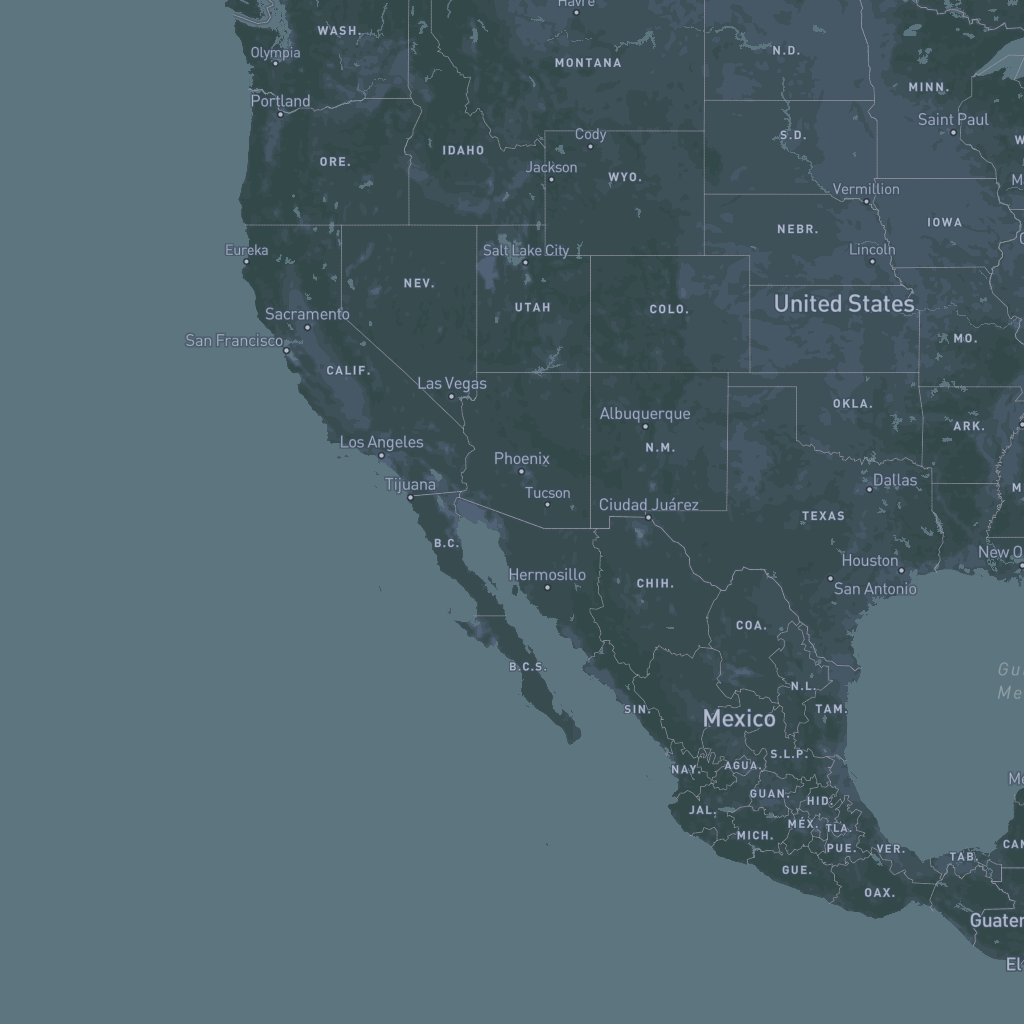 Havre
WASH.
N.D.
Olympia
MONTANA
MINN.
Portland
Saint Paul
Cody
S.D.
IDAHO
ORE.
Jackson
WYO.
Vermillion
IOWA
NEBR.
Eureka
Salt Lake City
Lincoln
NEV.
UTAH
COLO.
United States
Sacramento
San Francisco
MO.
CALIF.
Las Vegas
OKLA.
Albuquerque
ARK.
Los Angeles
N.M.
Phoenix
Dallas
Tijuana
Tucson
Ciudad Juárez
TEXAS
B.C.
New O
Houston
Hermosillo
CHIH.
San Antonio
COA.
B.C.S.
Gu
Me
N.L.
SIN.
TAM.
Mexico
S.L.P.
NAY.
AGUA.
GUAN.
HID.
JAL.
MÉX.
TLA.
MICH.
PUE.
VER.
CAM
TAB.
GUE.
OAX.
Guater
El